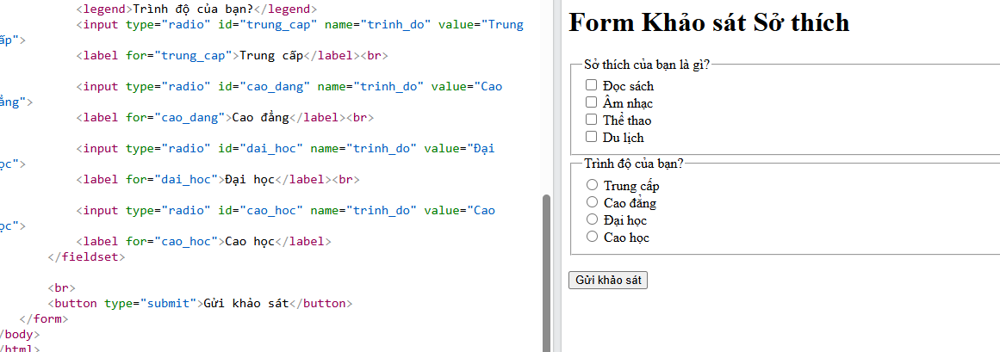 <legend>Trình độ của bạn?</legend>
<input type="radio" id="trung_cap" name="trinh_do" value="Trung
ấp">
<label for="trung_cap">Trung cấp</label><br>
<input type="radio" id="cao_dang" name="trinh_do" value="Cao
ẳng">
<label for="cao_dang">Cao đẳng</label><br>
<input type="radio" id="dai_hoc" name="trinh_do" value="Đại
ọc">
<label for="dai_hoc">Đại học</label><br>
<input type="radio" id="cao_hoc" name="trinh_do" value="Cao
ọc">
<label for="cao_hoc">Cao học</label>
</fieldset>
<br>
<button type="submit">Gửi khảo sát</button>
</form>
/body>
/html>
Form Khảo sát Sở thích
Sở thích của bạn là gì?
Đọc sách
Âm nhạc
Thể thao
Du lịch
Trình độ của bạn?
Trung cấp
Cao đẳng
Đại học
Cao học
Gửi khảo sát